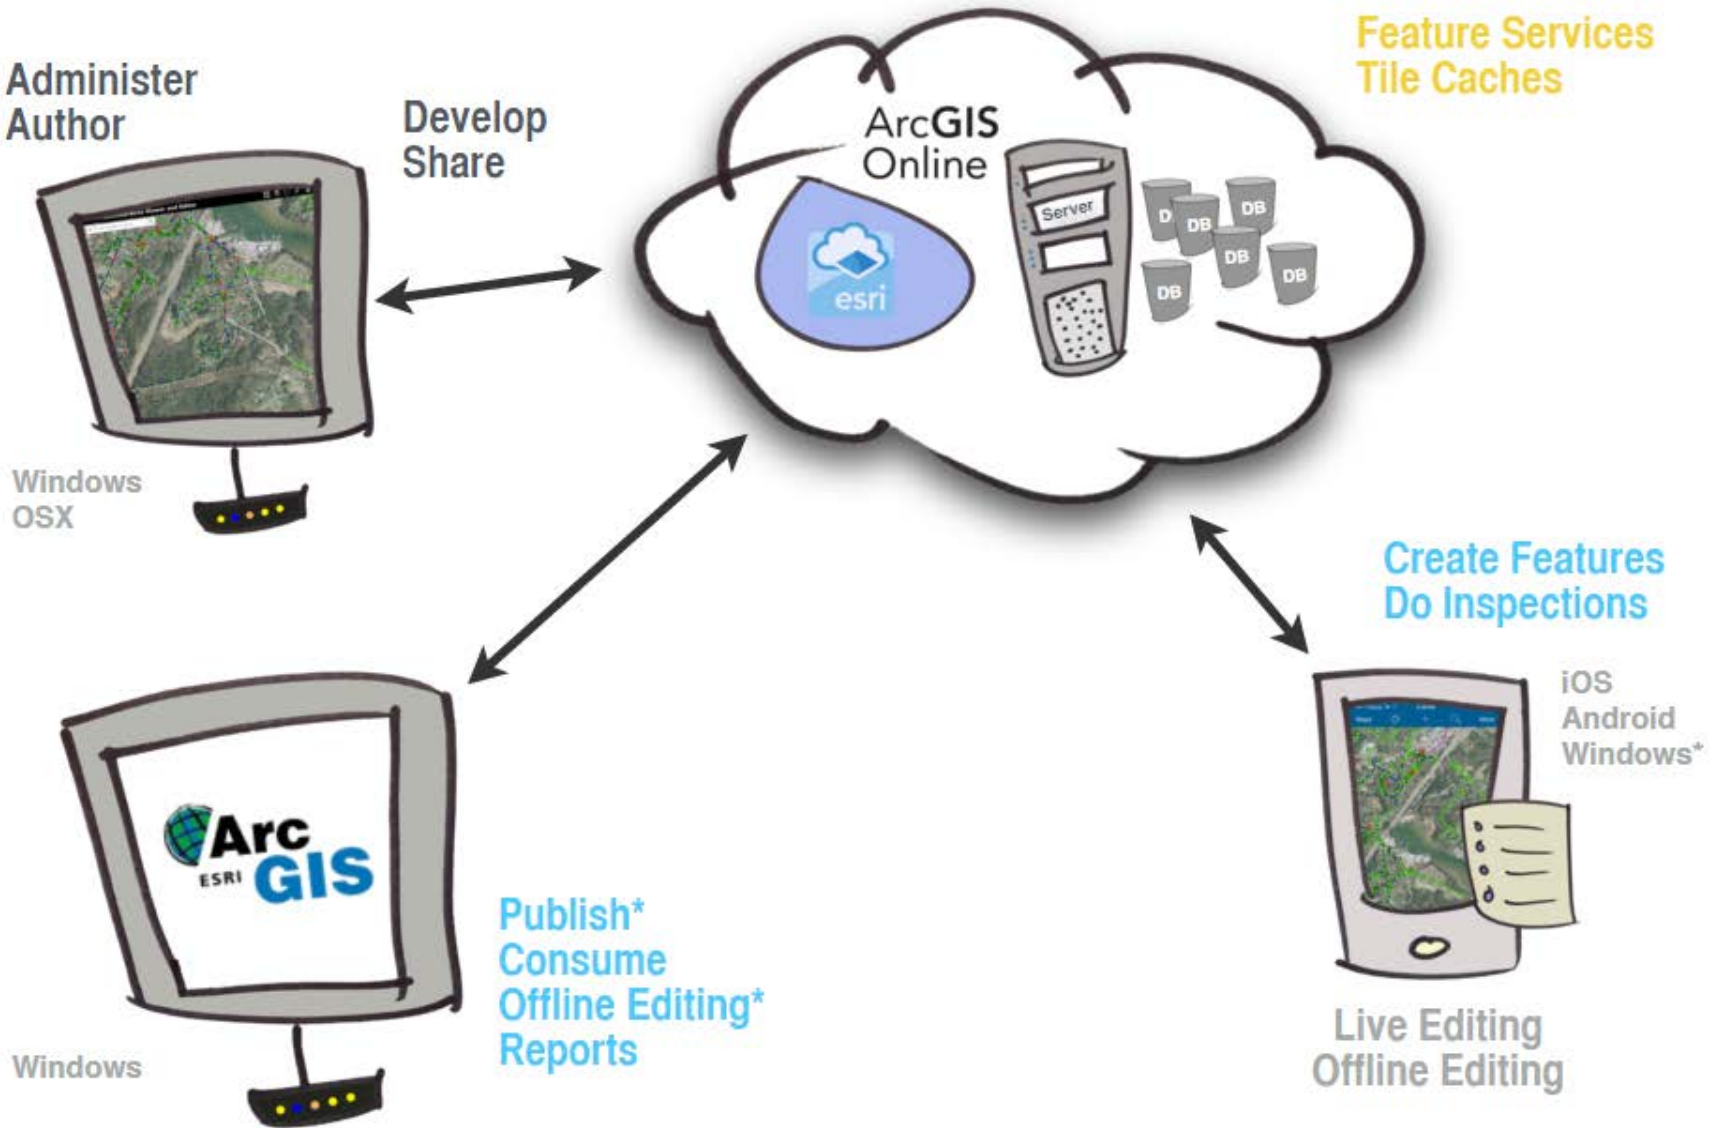 Feature Services
Tile Caches
Administer
Author
Develop
Share
ArcGIS
Online
Server
esri
D
DB
DB
DB
DB
DB
Windows
OSX
Create Features
Do Inspections
iOS
Android
Windows*
Arc
ESRI GIS
Publish*
Consume
Offline Editing*
Reports
Windows
Live Editing
Offline Editing